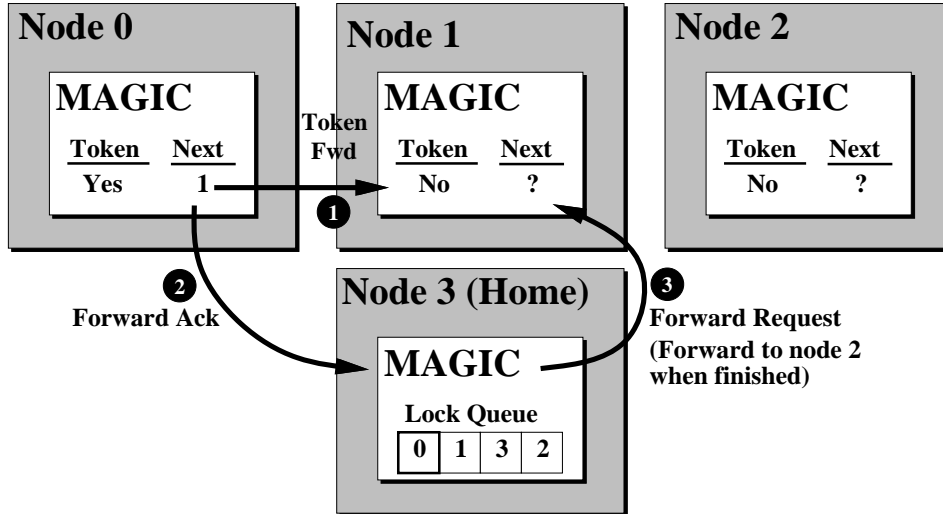 Node 0
MAGIC
Token Next
Yes 1
Token
Fwd
1
Node 1
MAGIC
Token Next
No ?
Node 2
MAGIC
Token Next
No ?
2
Forward Ack
Node 3 (Home)
MAGIC
Lock Queue
0 1 3 2
3
Forward Request
(Forward to node 2
when finished)